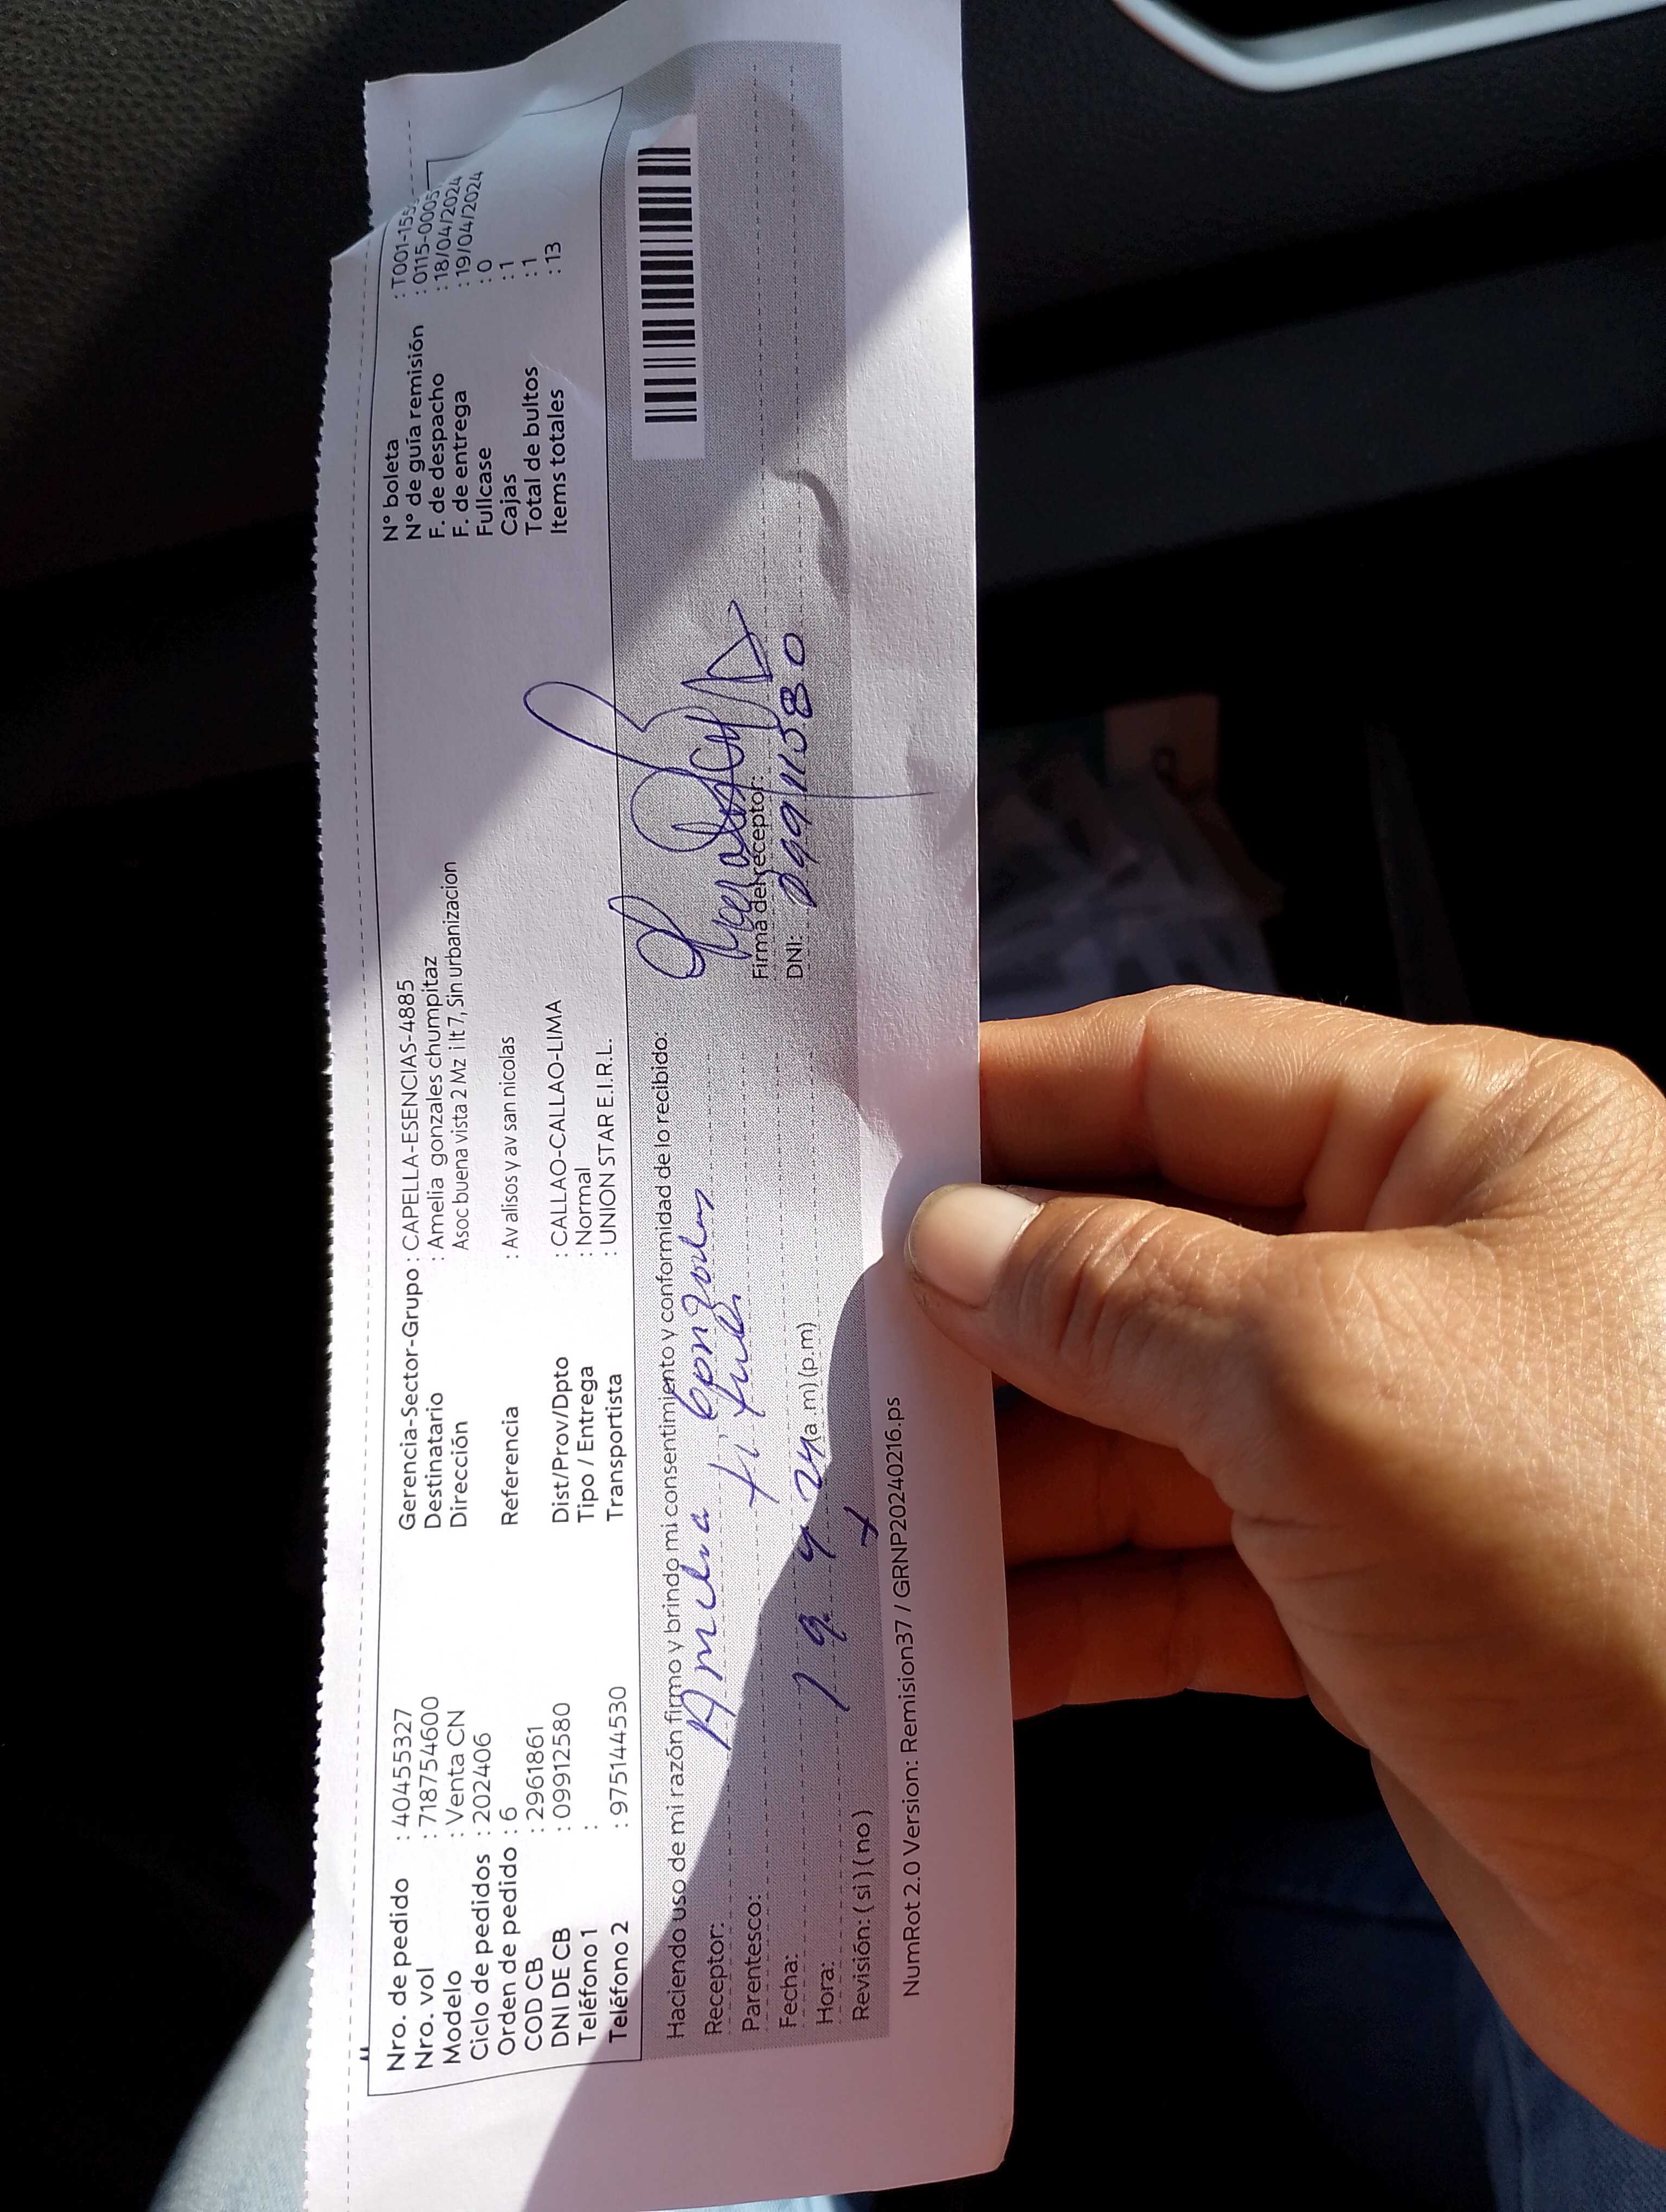 Nro. de pedido : 40455327
Nro. vol : 718754600
Modelo : Venta CN
Ciclo de pedidos : 202406
Orden de pedido : 6
COD CB : 2961861
DNI DE CB : 09912580
Teléfono 1 :
Teléfono 2 : 975144530
Gerencia-Sector-Grupo : CAPELLA-ESENCIAS-4885
Destinatario : Amelia gonzales chumpitaz
Dirección Asoc buena vista 2 Mz i lt 7, Sin urbanizacion
Referencia : Av alisos y av san nicolas
Dist/Prov/Dpto : CALLAO-CALLAO-LIMA
Tipo / Entrega : Normal
Transportista : UNION STAR E.I.R.L.
N° boleta : T001-155
N° de guía remisión : 0115-0005
F. de despacho : 18/04/2024
F. de entrega : 19/04/2024
Fullcase : 0
Cajas : 1
Total de bultos : 1
Items totales : 13
Haciendo uso de mi razón firmo y brindo mi consentimiento y conformidad de lo recibido:
Receptor: Amelia Gonzales
Parentesco:
Fecha: 19 4 24
Hora: (a.m) (p.m)
Revisión: ( si ) ( no )
Firma del receptor:
DNI:
NumRot 2.0 Version: Remision37 / GRNP20240216.ps